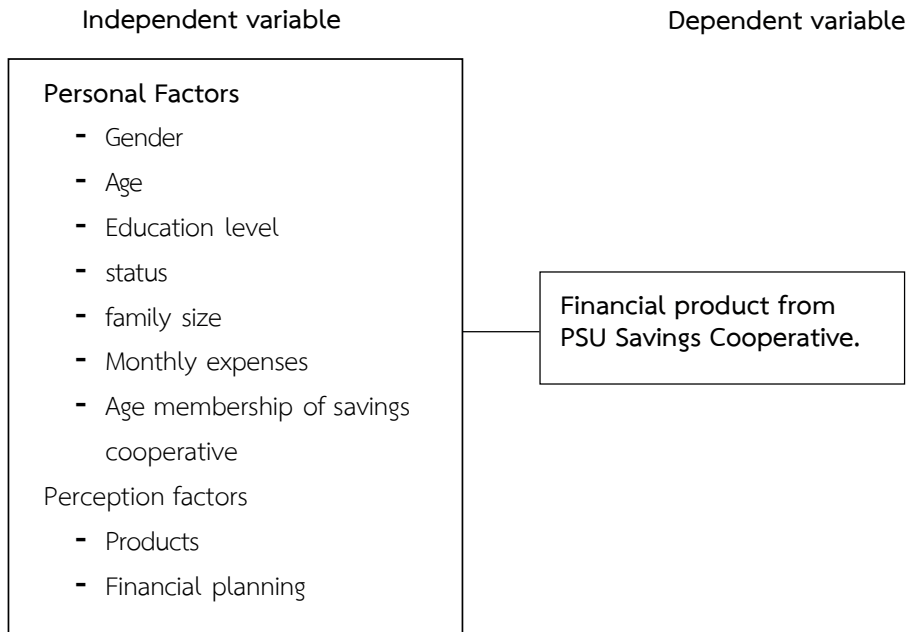 Independent variable
Dependent variable
Personal Factors
- Gender
- Age
- Education level
- status
- family size
- Monthly expenses
- Age membership of savings
cooperative
Perception factors
- Products
- Financial planning
Financial product from
PSU Savings Cooperative.